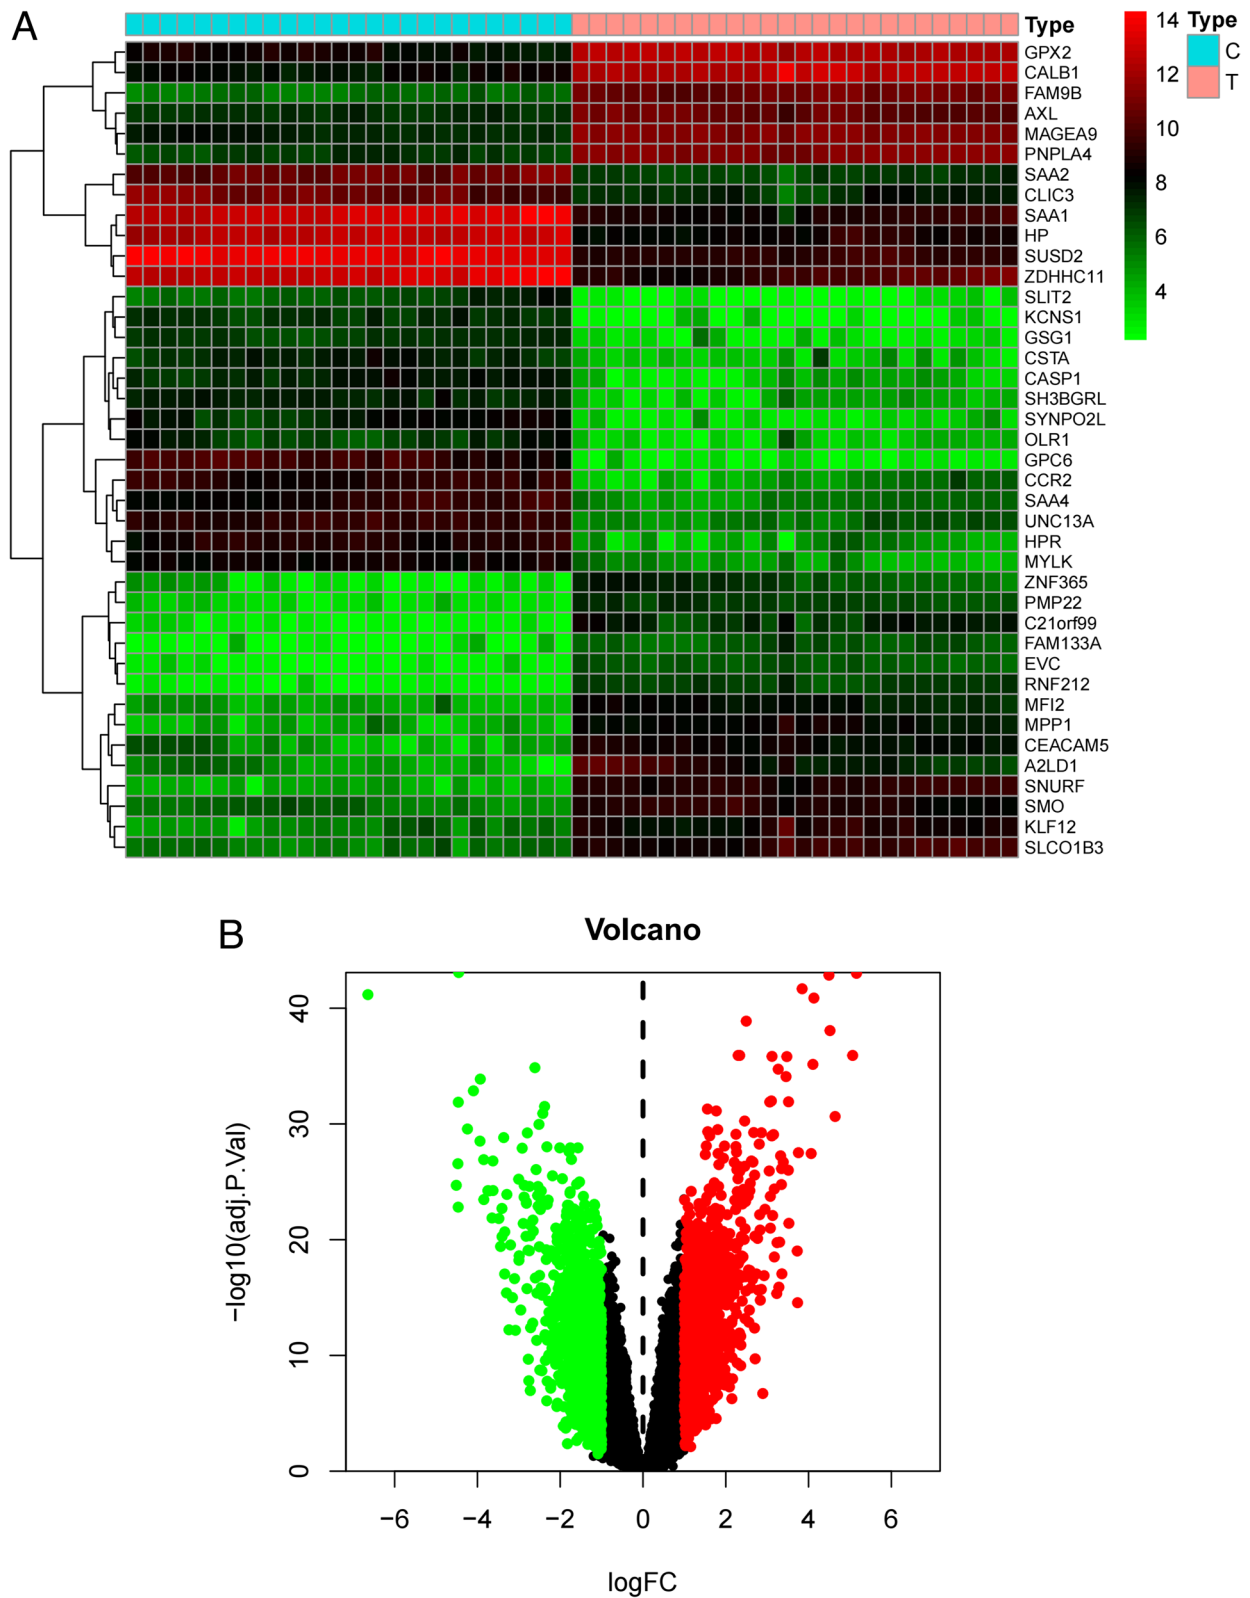 A
Type
GPX2
CALB1
FAM9B
AXL
MAGEA9
PNPLA4
SAA2
CLIC3
SAA1
HP
SUSD2
ZDHHC11
SLIT2
KCNS1
GSG1
CSTA
CASP1
SH3BGRL
SYNPO2L
OLR1
GPC6
CCR2
SAA4
UNC13A
HPR
MYLK
ZNF365
PMP22
C21orf99
FAM133A
EVC
RNF212
MFI2
MPP1
CEACAM5
A2LD1
SNURF
SMO
KLF12
SLCO1B3
14
12
10
8
6
4
Type
C
T
B
Volcano
−log10(adj.P.Val)
40
30
20
10
0
−6 −4 −2 0 2 4 6
logFC